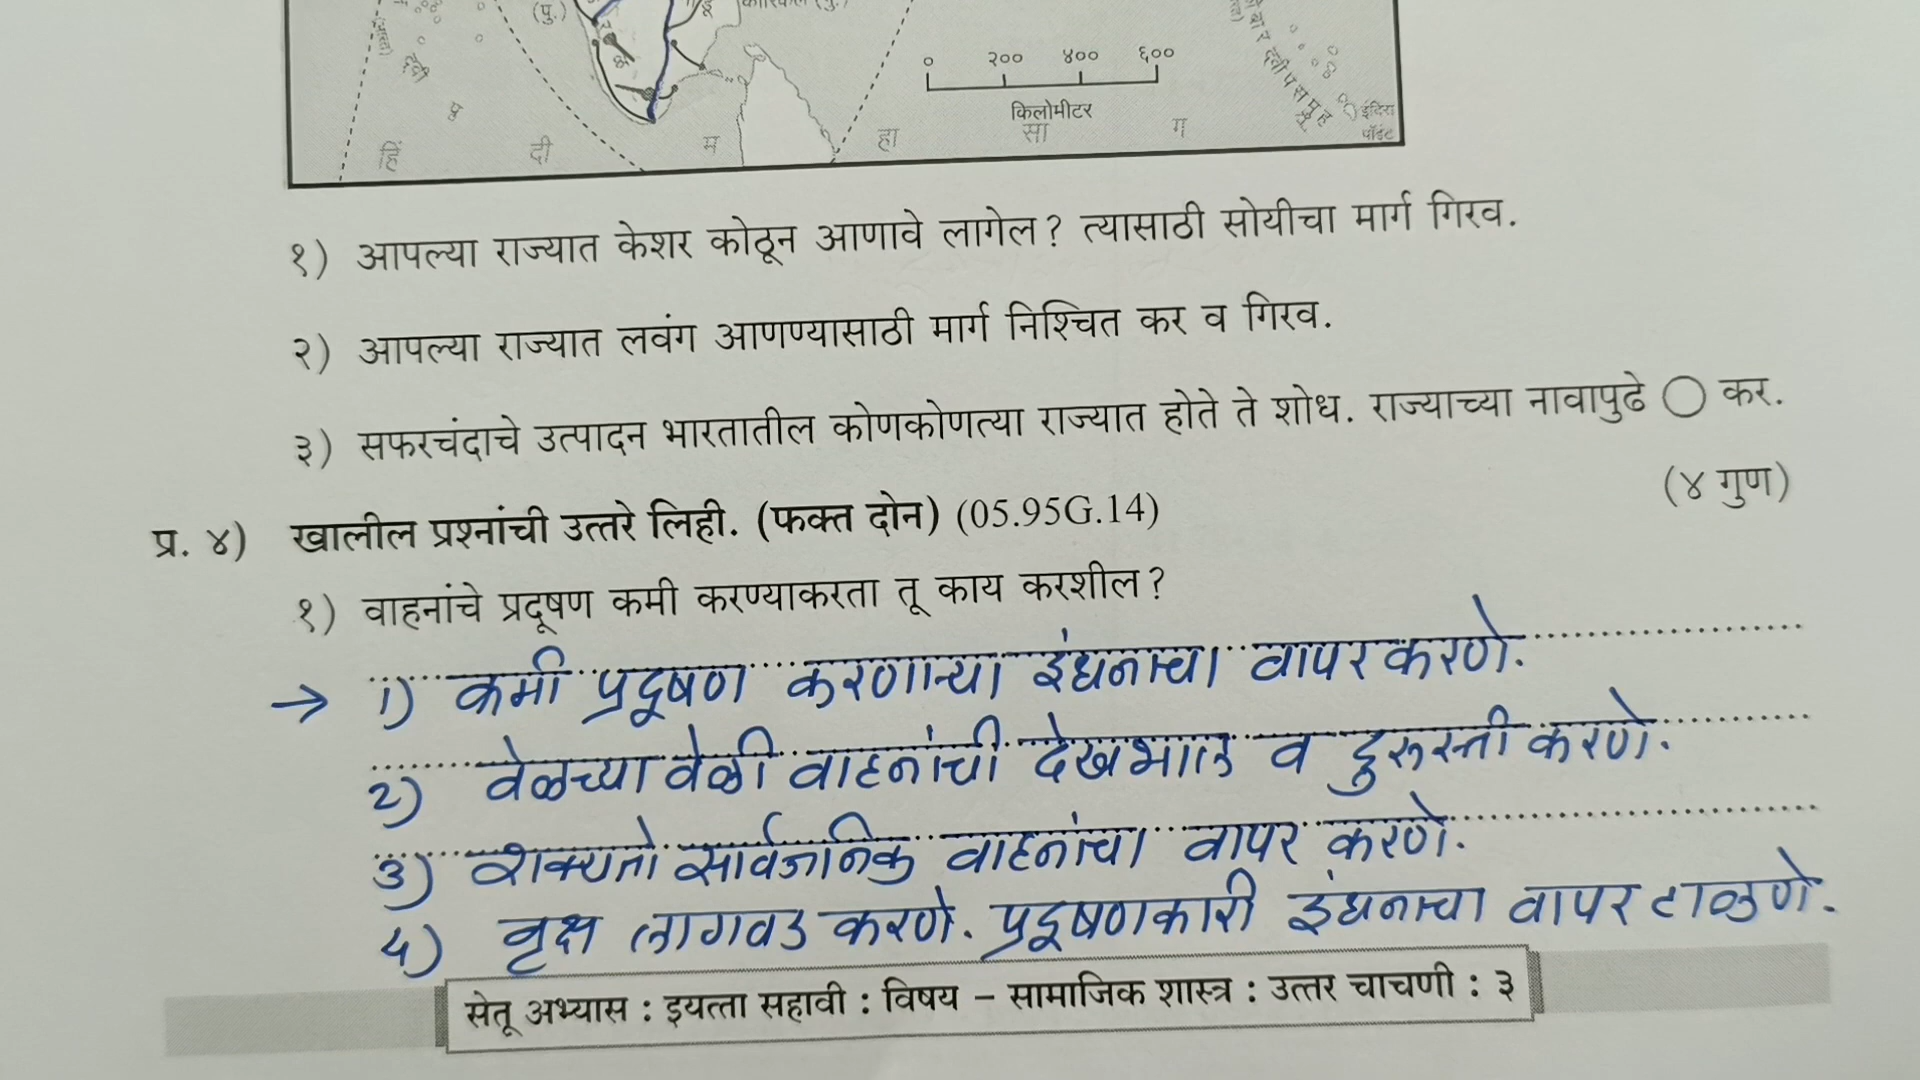 (पु.)
० २०० ४०० ६००
किलोमीटर
इंदिरा
पॉईंट
हिं दी म हा सा ग
१) आपल्या राज्यात केशर कोठून आणावे लागेल? त्यासाठी सोयीचा मार्ग गिरव.
२) आपल्या राज्यात लवंग आणण्यासाठी मार्ग निश्चित कर व गिरव.
३) सफरचंदाचे उत्पादन भारतातील कोणकोणत्या राज्यात होते ते शोध. राज्याच्या नावापुढे ◯ कर.
(४ गुण)
प्र. ४) खालील प्रश्नांची उत्तरे लिही. (फक्त दोन) (05.95G.14)
१) वाहनांचे प्रदूषण कमी करण्याकरता तू काय करशील?
→ 1) कमी प्रदूषण करणाऱ्या इंधनाचा वापर करणे.
2) वेळच्या वेळी वाहनांची देखभाल व दुरुस्ती करणे.
3) शक्यतो सार्वजनिक वाहनांचा वापर करणे.
4) वृक्ष लागवड करणे. प्रदूषणकारी इंधनाचा वापर टाळणे.
सेतू अभ्यास : इयत्ता सहावी : विषय – सामाजिक शास्त्र : उत्तर चाचणी : ३